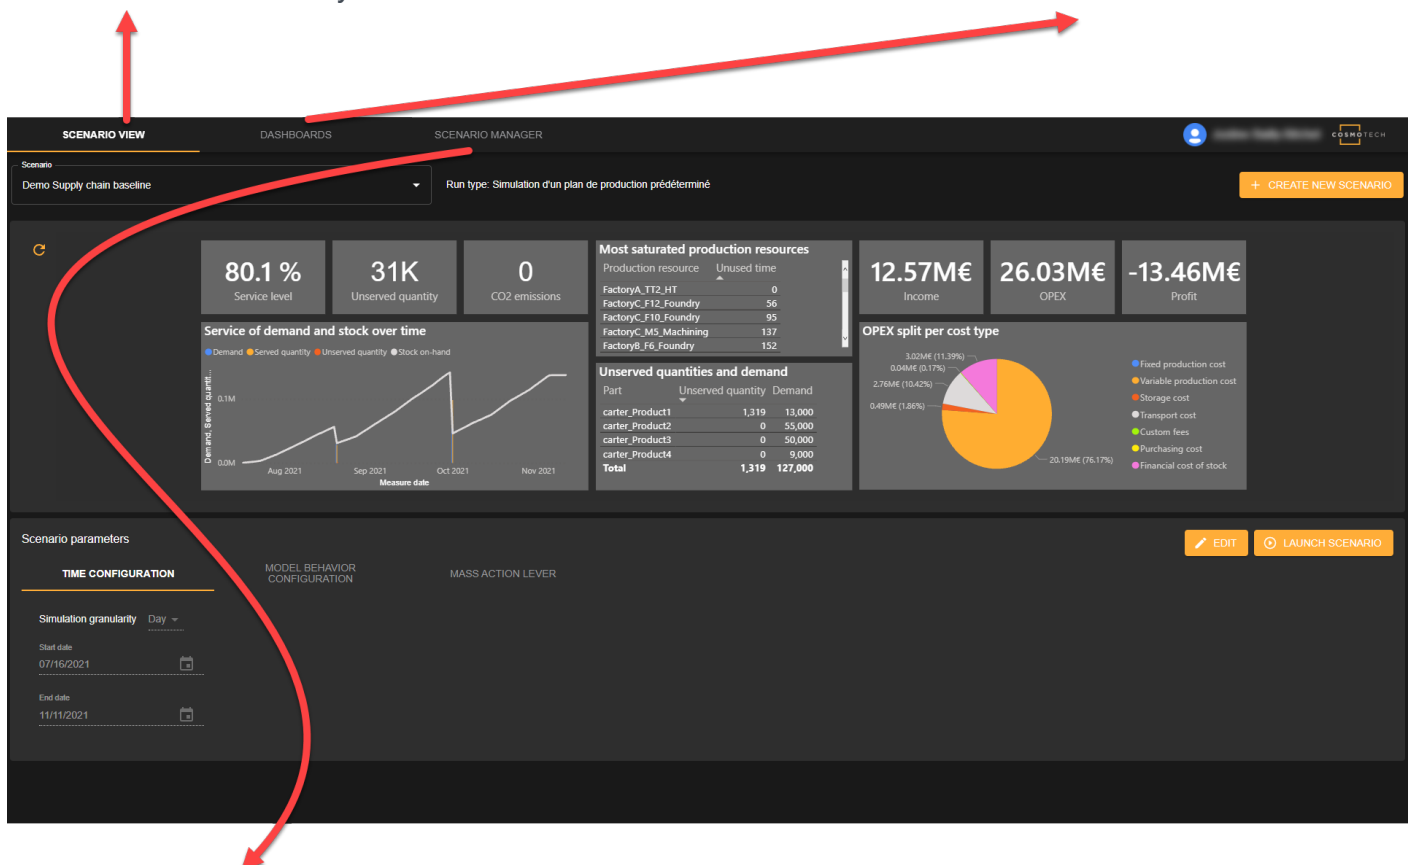 SCENARIO VIEW
DASHBOARDS
SCENARIO MANAGER
COSMOTECH
Scenario
Demo Supply chain baseline
Run type: Simulation d'un plan de production prédéterminé
+ CREATE NEW SCENARIO
80.1 %
Service level
31K
Unserved quantity
0
CO2 emissions
Most saturated production resources
Production resource Unused time
FactoryA_TT2_HT 0
FactoryC_F12_Foundry 56
FactoryC_F10_Foundry 95
FactoryC_M5_Machining 137
FactoryB_F6_Foundry 152
12.57M€
Income
26.03M€
OPEX
-13.46M€
Profit
Service of demand and stock over time
Demand Served quantity Unserved quantity Stock on-hand
Demand, Served quantit...
0.1M
0.0M
Aug 2021 Sep 2021 Oct 2021 Nov 2021
Measure date
Unserved quantities and demand
Part Unserved quantity Demand
carter_Product1 1,319 13,000
carter_Product2 0 55,000
carter_Product3 0 50,000
carter_Product4 0 9,000
Total 1,319 127,000
OPEX split per cost type
3.02M€ (11.39%)
0.04M€ (0.17%)
2.76M€ (10.42%)
0.49M€ (1.86%)
20.19M€ (76.17%)
Fixed production cost
Variable production cost
Storage cost
Transport cost
Custom fees
Purchasing cost
Financial cost of stock
Scenario parameters
EDIT
LAUNCH SCENARIO
TIME CONFIGURATION
MODEL BEHAVIOR
CONFIGURATION
MASS ACTION LEVER
Simulation granularity Day
Start date
07/16/2021
End date
11/11/2021